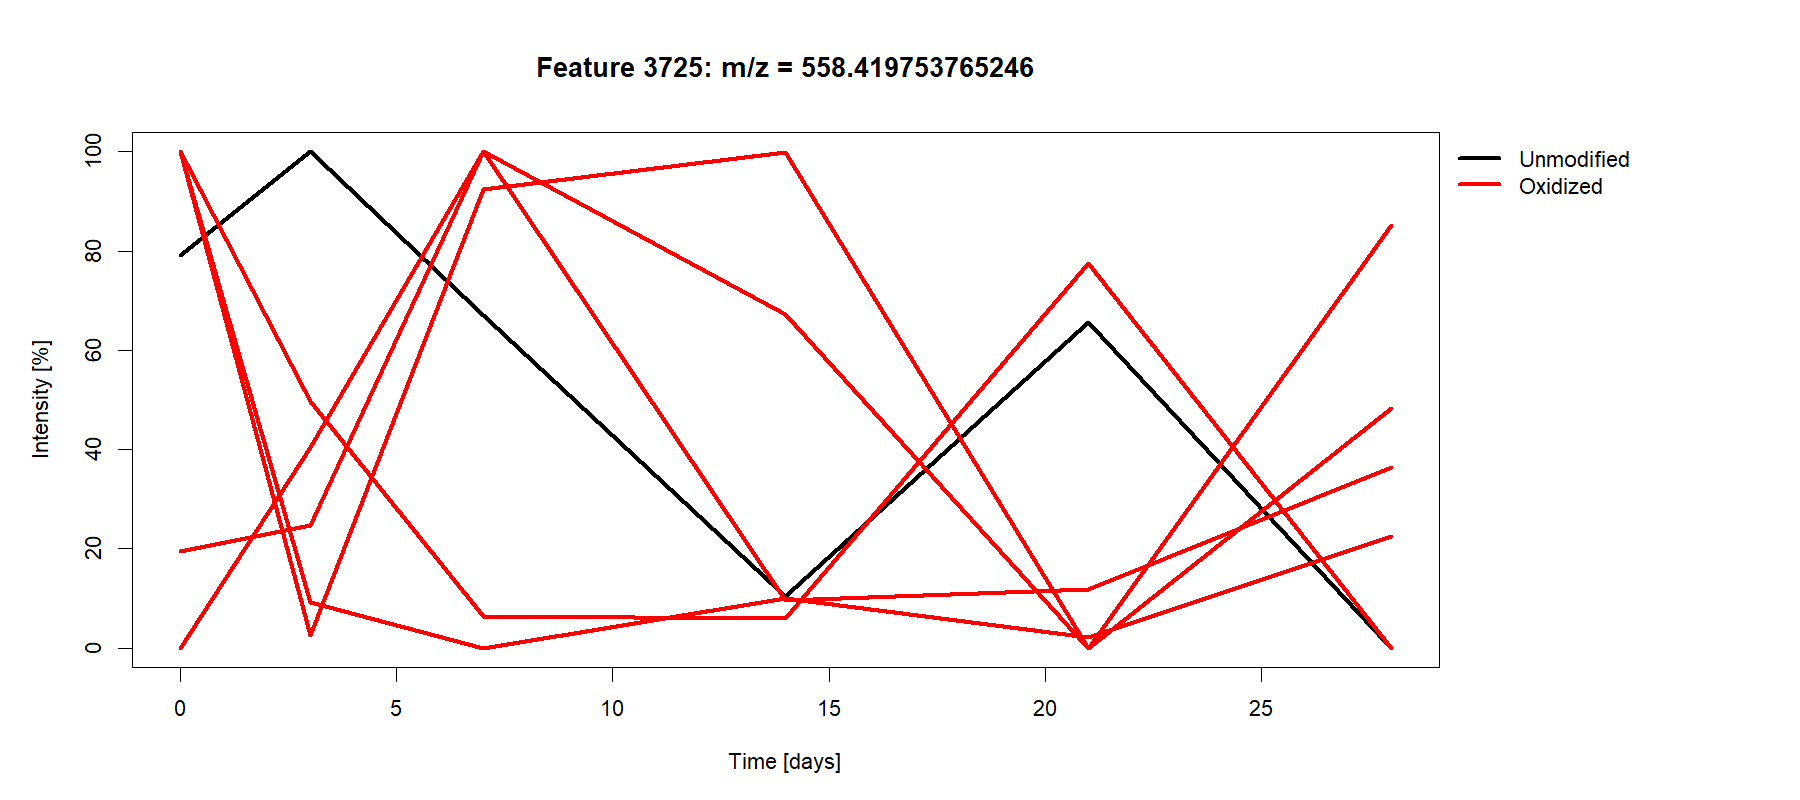 Feature 3725: m/z = 558.419753765246
Unmodified
Oxidized
Intensity [%]
100
80
60
40
20
0
0 5 10 15 20 25
Time [days]